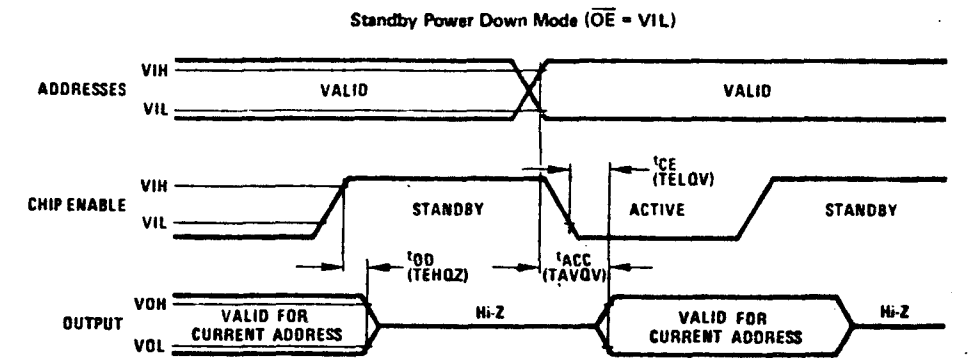 Standby Power Down Mode (OE = VIL)
VIH
ADDRESSES
VALID
VALID
VIL
tCE
(TELQV)
VIH
CHIP ENABLE
STANDBY
ACTIVE
STANDBY
VIL
tOD
(TEHQZ)
tACC
(TAVQV)
VOH
OUTPUT
VALID FOR
CURRENT ADDRESS
Hi-Z
VALID FOR
CURRENT ADDRESS
Hi-Z
VOL